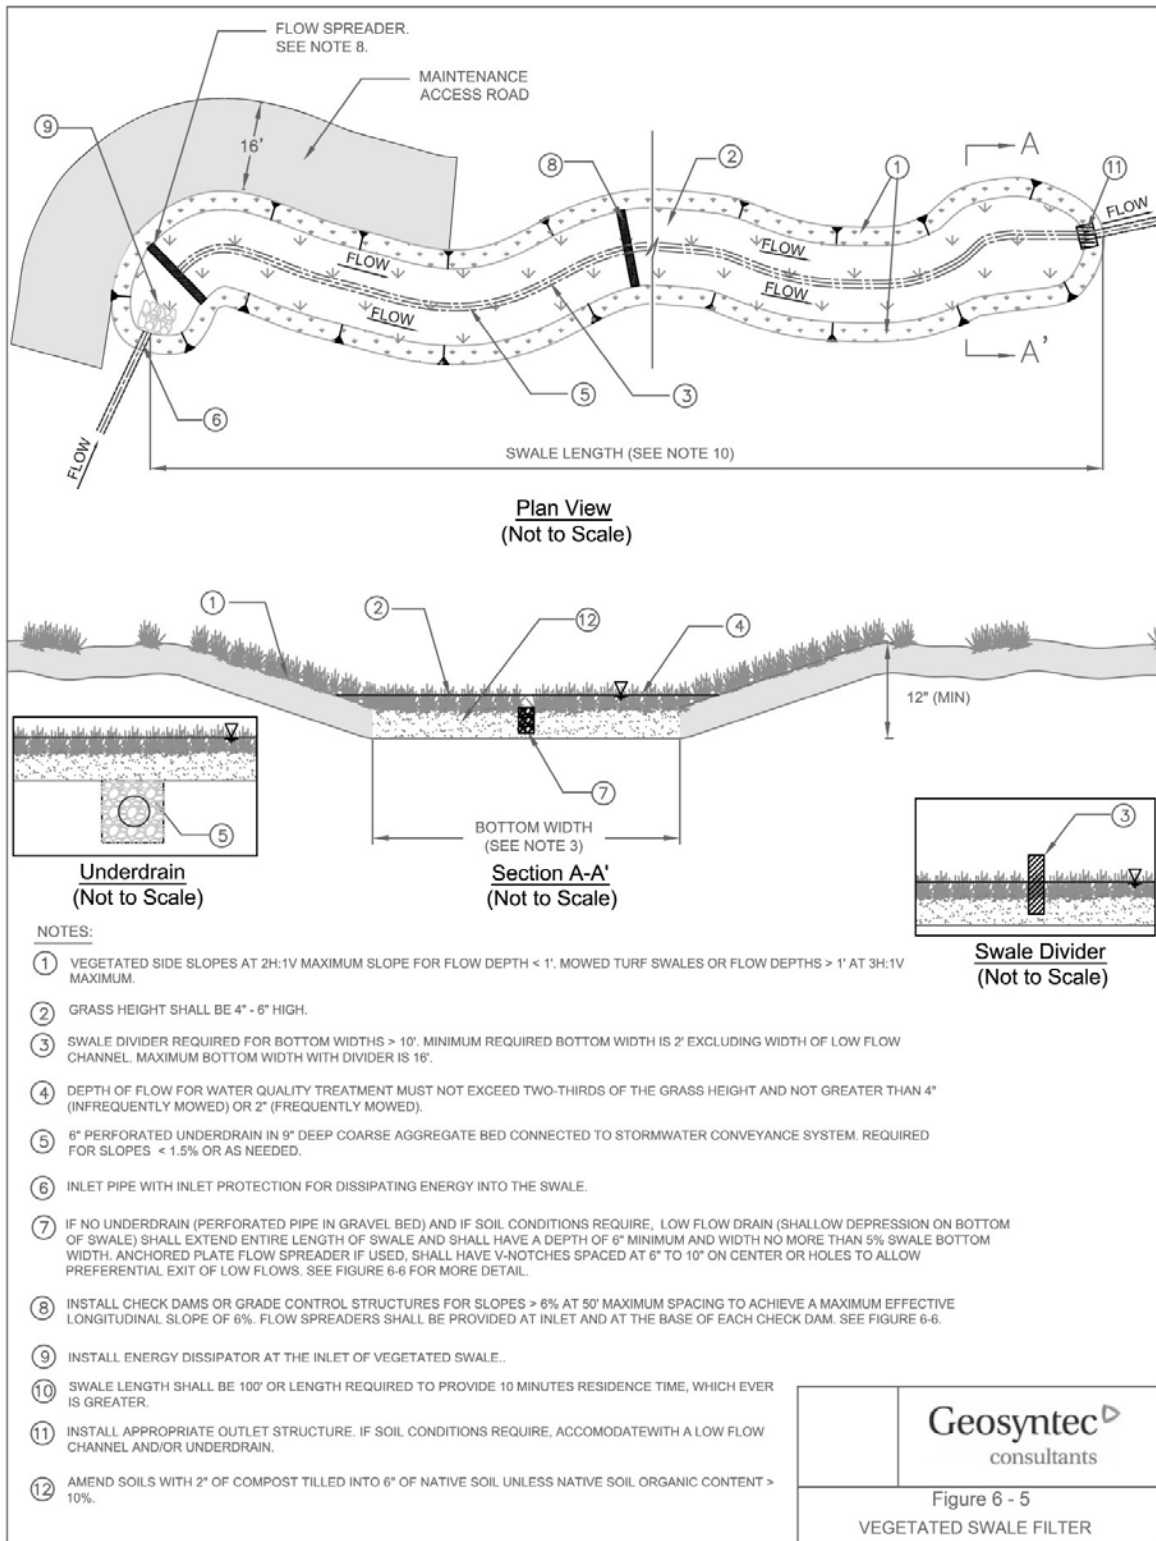 FLOW SPREADER.
SEE NOTE 8.
MAINTENANCE
ACCESS ROAD
9
16'
8
2
1
A
11
FLOW
FLOW
FLOW
FLOW
FLOW
A'
5
3
6
FLOW
SWALE LENGTH (SEE NOTE 10)
Plan View
(Not to Scale)
1
2
12
4
12" (MIN)
7
5
BOTTOM WIDTH
(SEE NOTE 3)
3
Underdrain
(Not to Scale)
Section A-A'
(Not to Scale)
Swale Divider
(Not to Scale)
NOTES:
1 VEGETATED SIDE SLOPES AT 2H:1V MAXIMUM SLOPE FOR FLOW DEPTH < 1'. MOWED TURF SWALES OR FLOW DEPTHS > 1' AT 3H:1V
MAXIMUM.
2 GRASS HEIGHT SHALL BE 4" - 6" HIGH.
3 SWALE DIVIDER REQUIRED FOR BOTTOM WIDTHS > 10'. MINIMUM REQUIRED BOTTOM WIDTH IS 2' EXCLUDING WIDTH OF LOW FLOW
CHANNEL. MAXIMUM BOTTOM WIDTH WITH DIVIDER IS 16'.
4 DEPTH OF FLOW FOR WATER QUALITY TREATMENT MUST NOT EXCEED TWO-THIRDS OF THE GRASS HEIGHT AND NOT GREATER THAN 4"
(INFREQUENTLY MOWED) OR 2" (FREQUENTLY MOWED).
5 6" PERFORATED UNDERDRAIN IN 9" DEEP COARSE AGGREGATE BED CONNECTED TO STORMWATER CONVEYANCE SYSTEM. REQUIRED
FOR SLOPES < 1.5% OR AS NEEDED.
6 INLET PIPE WITH INLET PROTECTION FOR DISSIPATING ENERGY INTO THE SWALE.
7 IF NO UNDERDRAIN (PERFORATED PIPE IN GRAVEL BED) AND IF SOIL CONDITIONS REQUIRE, LOW FLOW DRAIN (SHALLOW DEPRESSION ON BOTTOM
OF SWALE) SHALL EXTEND ENTIRE LENGTH OF SWALE AND SHALL HAVE A DEPTH OF 6" MINIMUM AND WIDTH NO MORE THAN 5% SWALE BOTTOM
WIDTH. ANCHORED PLATE FLOW SPREADER IF USED, SHALL HAVE V-NOTCHES SPACED AT 6" TO 10" ON CENTER OR HOLES TO ALLOW
PREFERENTIAL EXIT OF LOW FLOWS. SEE FIGURE 6-6 FOR MORE DETAIL.
8 INSTALL CHECK DAMS OR GRADE CONTROL STRUCTURES FOR SLOPES > 6% AT 50' MAXIMUM SPACING TO ACHIEVE A MAXIMUM EFFECTIVE
LONGITUDINAL SLOPE OF 6%. FLOW SPREADERS SHALL BE PROVIDED AT INLET AND AT THE BASE OF EACH CHECK DAM. SEE FIGURE 6-6.
9 INSTALL ENERGY DISSIPATOR AT THE INLET OF VEGETATED SWALE..
10 SWALE LENGTH SHALL BE 100' OR LENGTH REQUIRED TO PROVIDE 10 MINUTES RESIDENCE TIME, WHICH EVER
IS GREATER.
11 INSTALL APPROPRIATE OUTLET STRUCTURE. IF SOIL CONDITIONS REQUIRE, ACCOMODATEWITH A LOW FLOW
CHANNEL AND/OR UNDERDRAIN.
12 AMEND SOILS WITH 2" OF COMPOST TILLED INTO 6" OF NATIVE SOIL UNLESS NATIVE SOIL ORGANIC CONTENT >
10%.
Geosyntec
consultants
Figure 6 - 5
VEGETATED SWALE FILTER